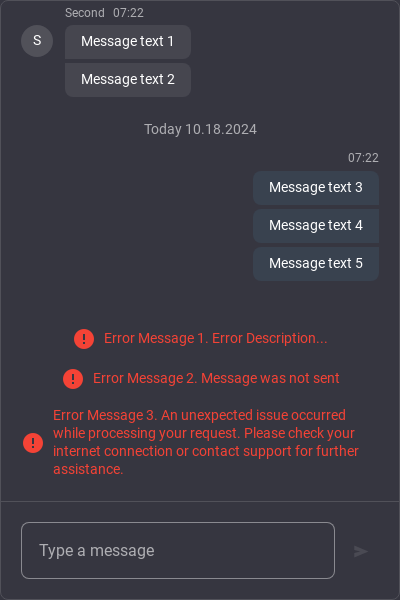 Second 07:22
S
Message text 1
Message text 2
Today 10.18.2024
07:22
Message text 3
Message text 4
Message text 5
Error Message 1. Error Description...
Error Message 2. Message was not sent
Error Message 3. An unexpected issue occurred
while processing your request. Please check your
internet connection or contact support for further
assistance.
Type a message